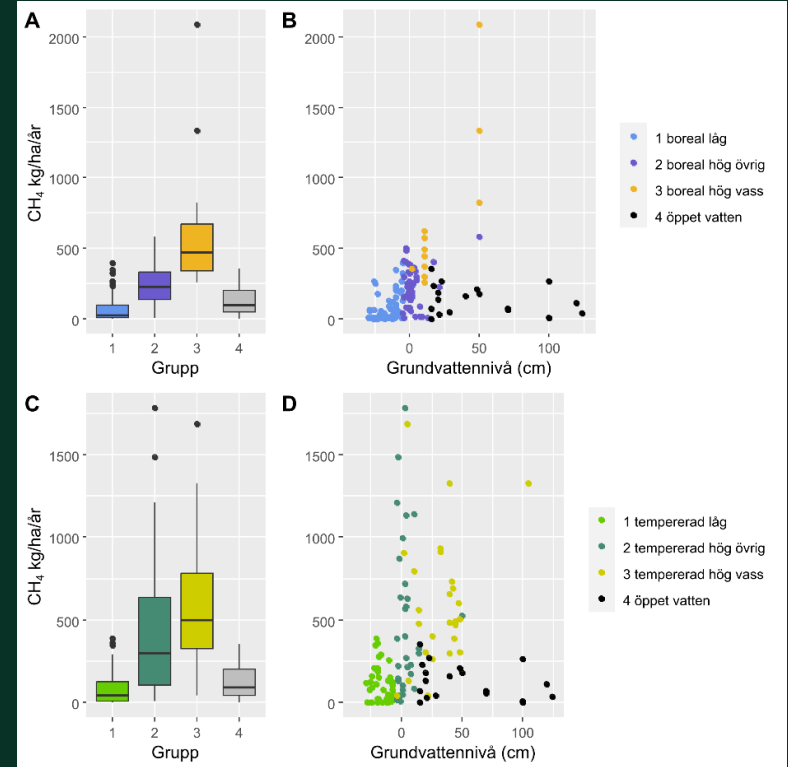 A
CH₄ kg/ha/år
2000
1500
1000
500
0
1 2 3 4
Grupp
B
2000
1500
1000
500
0
0 50 100
Grundvattennivå (cm)
1 boreal låg
2 boreal hög övrig
3 boreal hög vass
4 öppet vatten
C
CH₄ kg/ha/år
1500
1000
500
0
1 2 3 4
Grupp
D
1500
1000
500
0
0 50 100
Grundvattennivå (cm)
1 tempererad låg
2 tempererad hög övrig
3 tempererad hög vass
4 öppet vatten